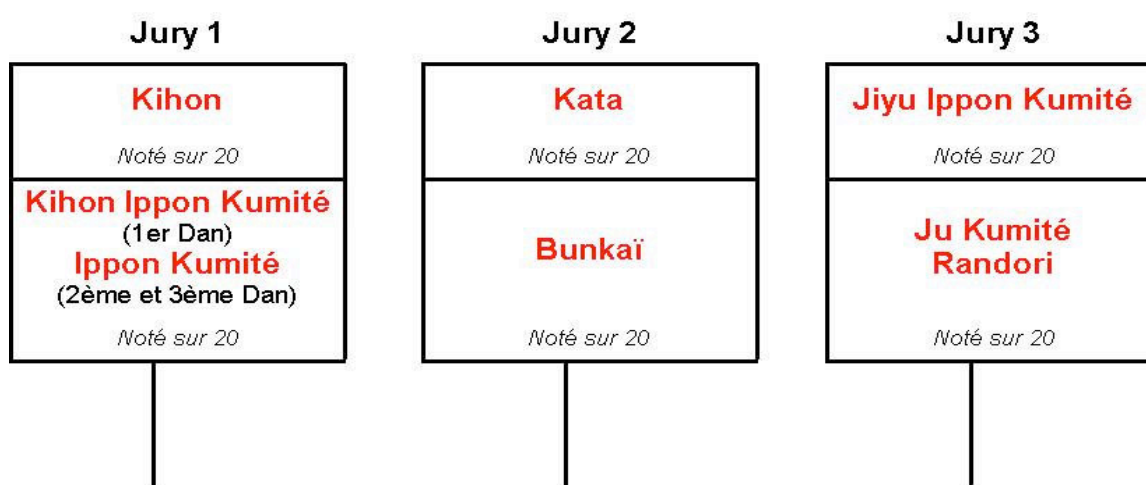 Jury 1
Kihon
Noté sur 20
Kihon Ippon Kumité
(1er Dan)
Ippon Kumité
(2ème et 3ème Dan)
Noté sur 20
Jury 2
Kata
Noté sur 20
Bunkaï
Noté sur 20
Jury 3
Jiyu Ippon Kumité
Noté sur 20
Ju Kumité
Randori
Noté sur 20